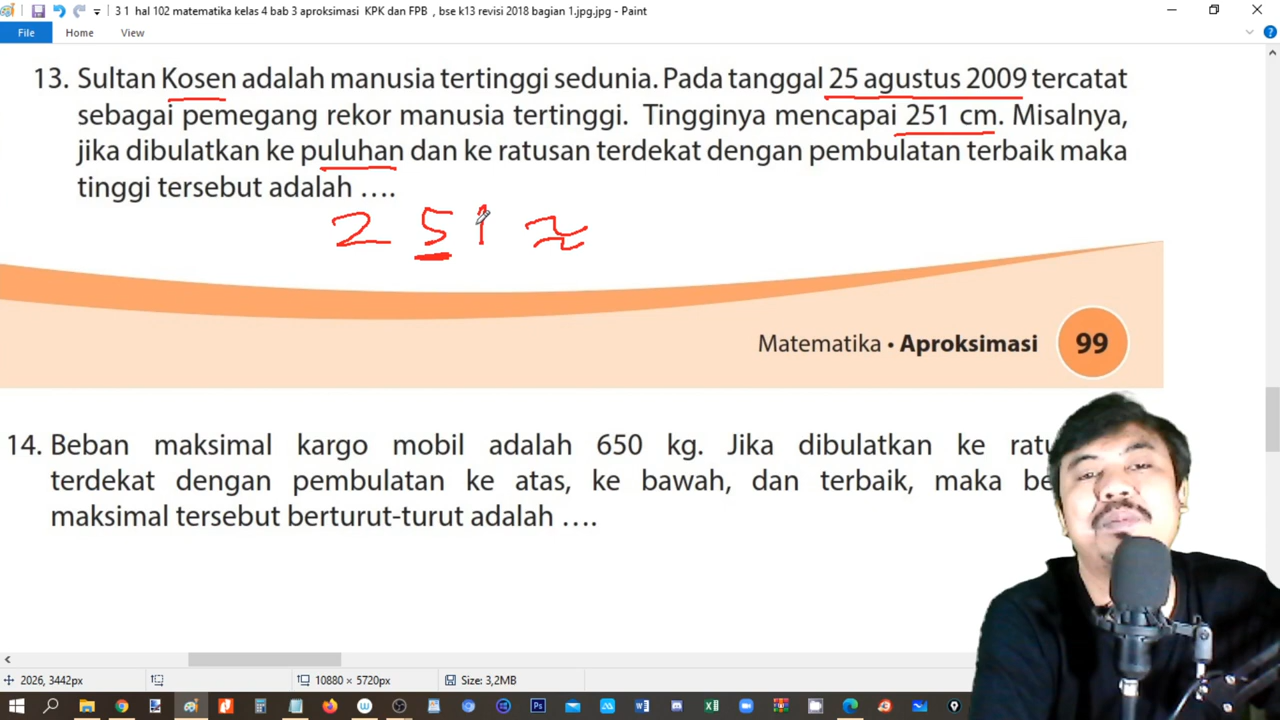 3 1 hal 102 matematika kelas 4 bab 3 aproksimasi KPK dan FPB , bse k13 revisi 2018 bagian 1.jpg.jpg - Paint
File Home View
13. Sultan Kosen adalah manusia tertinggi sedunia. Pada tanggal 25 agustus 2009 tercatat
sebagai pemegang rekor manusia tertinggi. Tingginya mencapai 251 cm. Misalnya,
jika dibulatkan ke puluhan dan ke ratusan terdekat dengan pembulatan terbaik maka
tinggi tersebut adalah ….
2 5 1 ≈
Matematika • Aproksimasi 99
14. Beban maksimal kargo mobil adalah 650 kg. Jika dibulatkan ke ratu
terdekat dengan pembulatan ke atas, ke bawah, dan terbaik, maka be
maksimal tersebut berturut-turut adalah ….
2026, 3442px 10880 × 5720px Size: 3,2MB